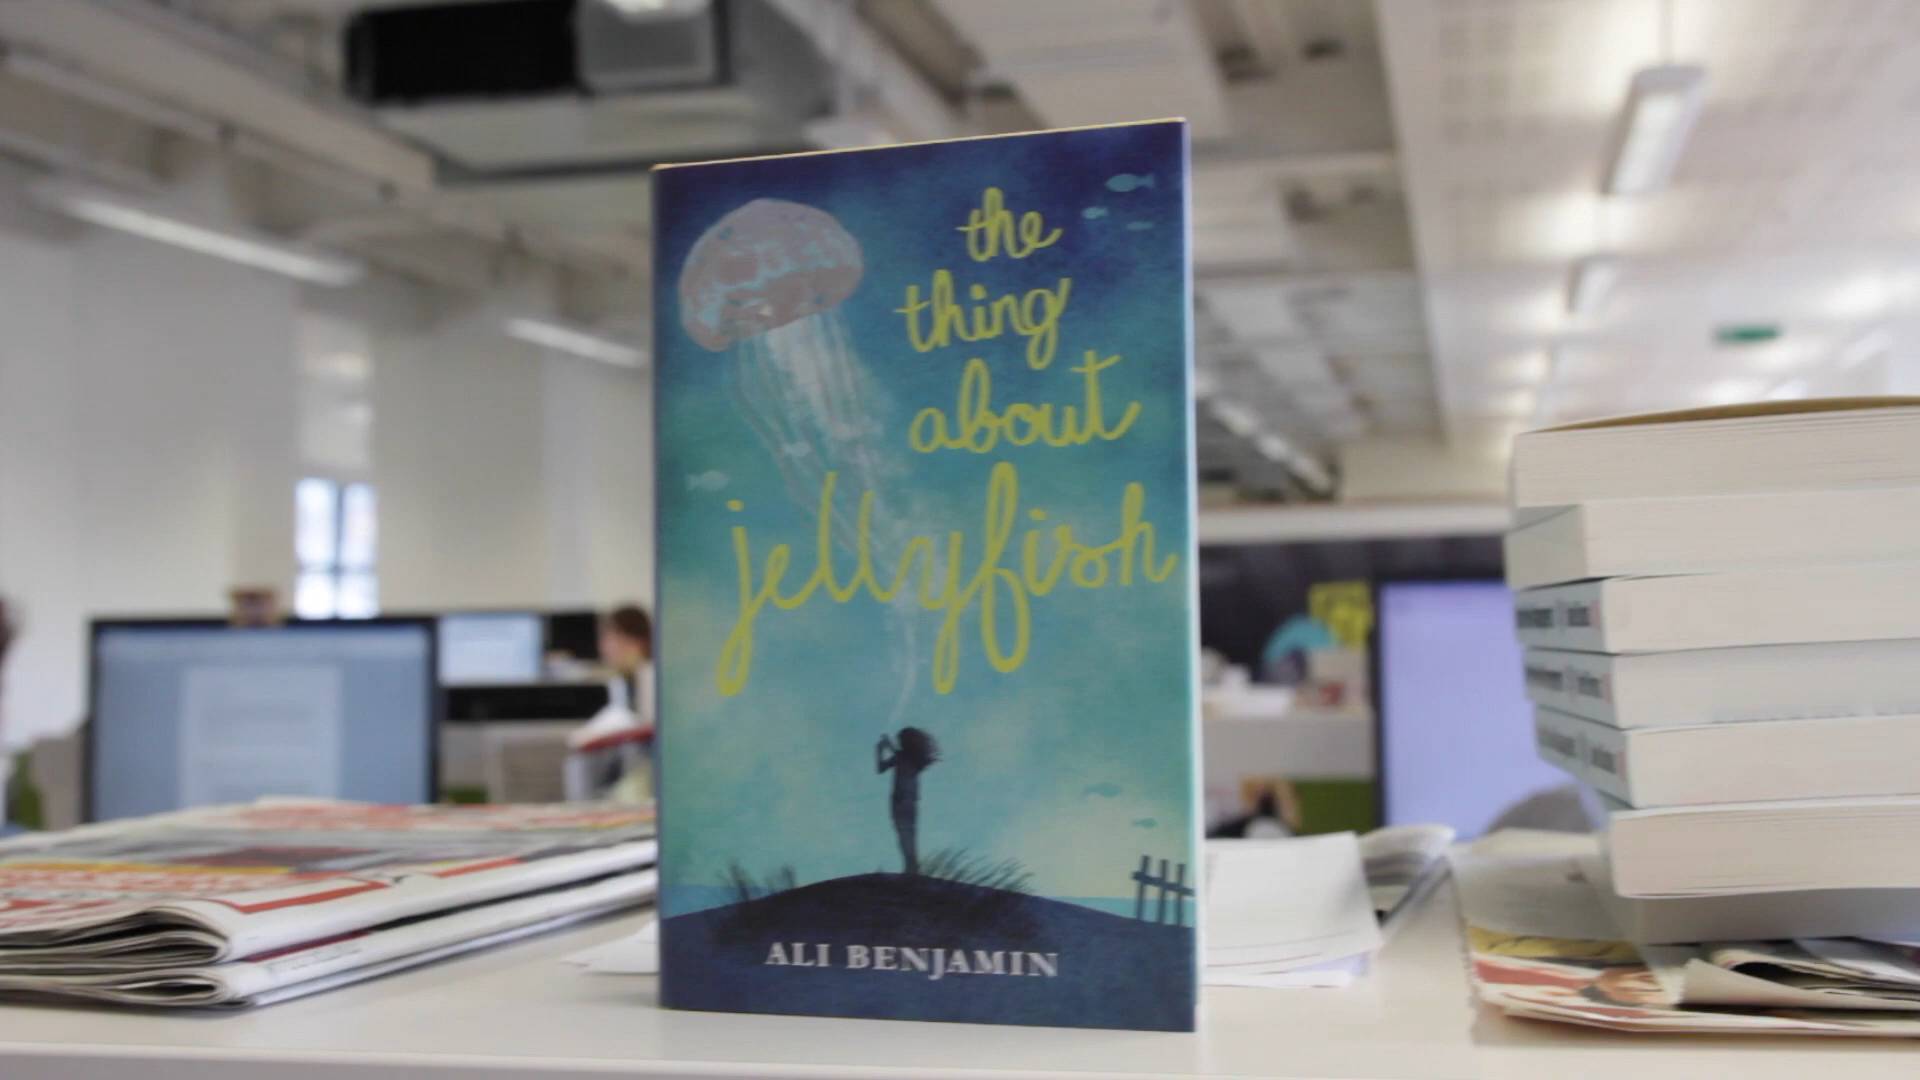 the
thing
about
jellyfish
ALI BENJAMIN